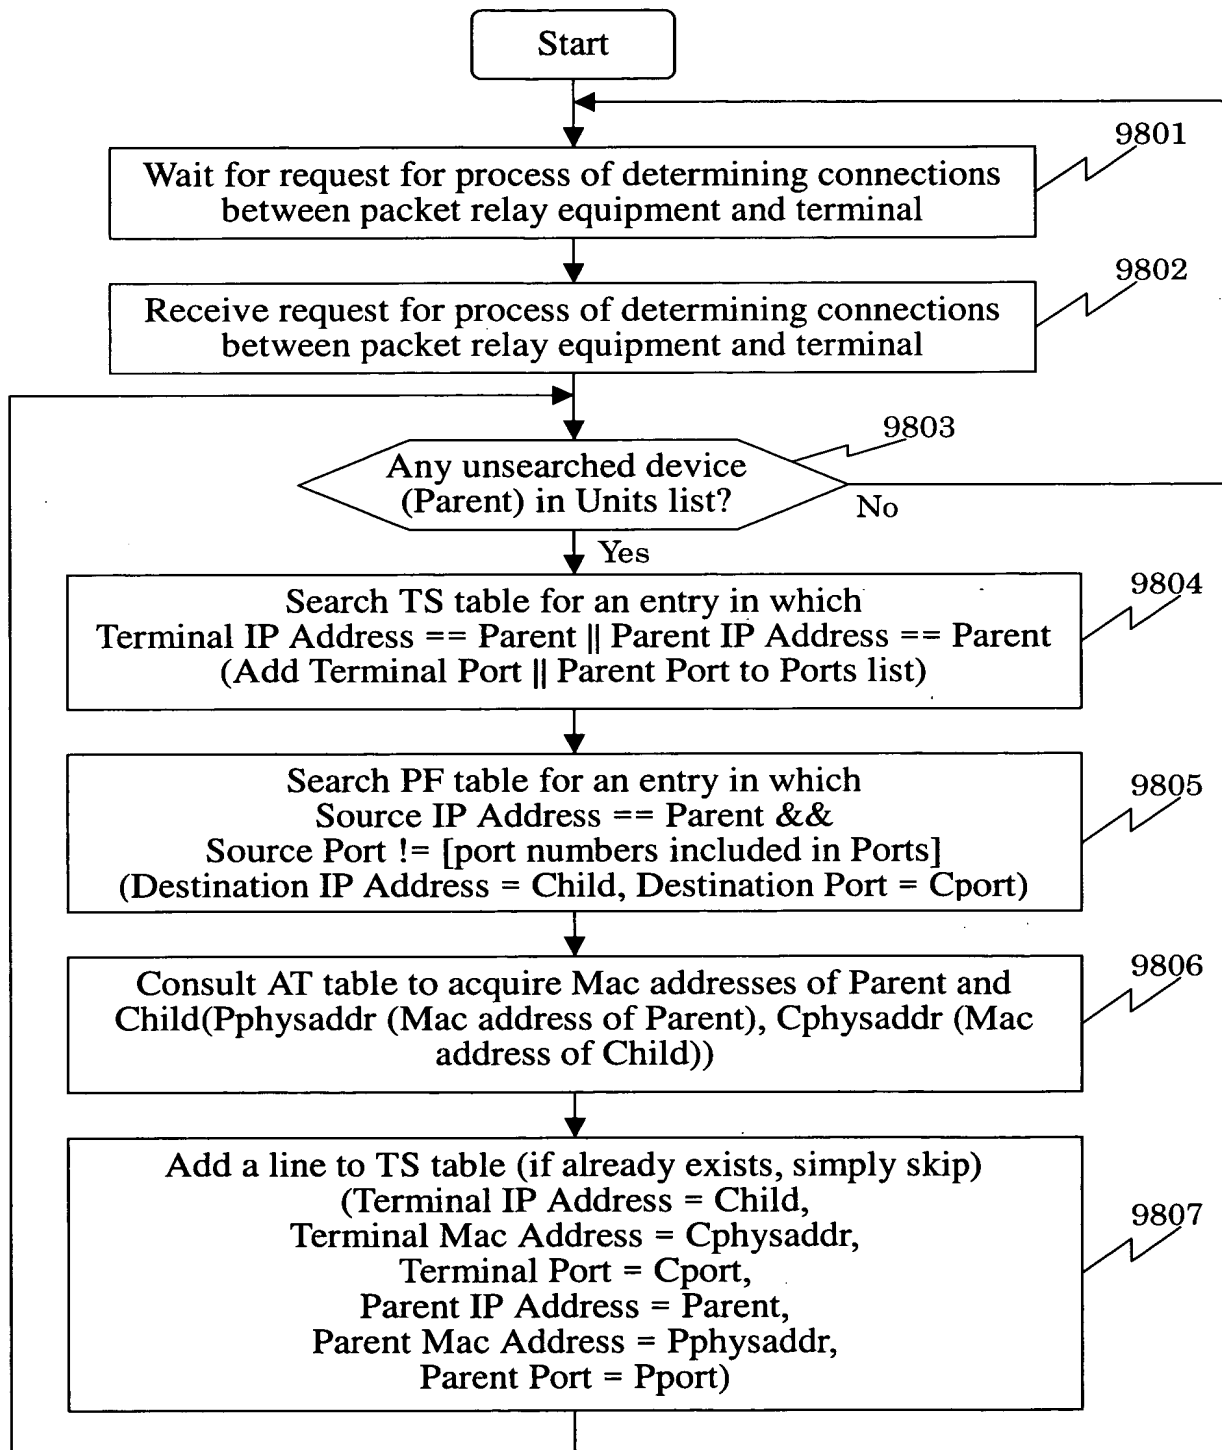 Start
9801
Wait for request for process of determining connections
between packet relay equipment and terminal
9802
Receive request for process of determining connections
between packet relay equipment and terminal
9803
Any unsearched device
(Parent) in Units list?
No
Yes
9804
Search TS table for an entry in which
Terminal IP Address == Parent || Parent IP Address == Parent
(Add Terminal Port || Parent Port to Ports list)
9805
Search PF table for an entry in which
Source IP Address == Parent &&
Source Port != [port numbers included in Ports]
(Destination IP Address = Child, Destination Port = Cport)
9806
Consult AT table to acquire Mac addresses of Parent and
Child(Pphysaddr (Mac address of Parent), Cphysaddr (Mac
address of Child))
9807
Add a line to TS table (if already exists, simply skip)
(Terminal IP Address = Child,
Terminal Mac Address = Cphysaddr,
Terminal Port = Cport,
Parent IP Address = Parent,
Parent Mac Address = Pphysaddr,
Parent Port = Pport)